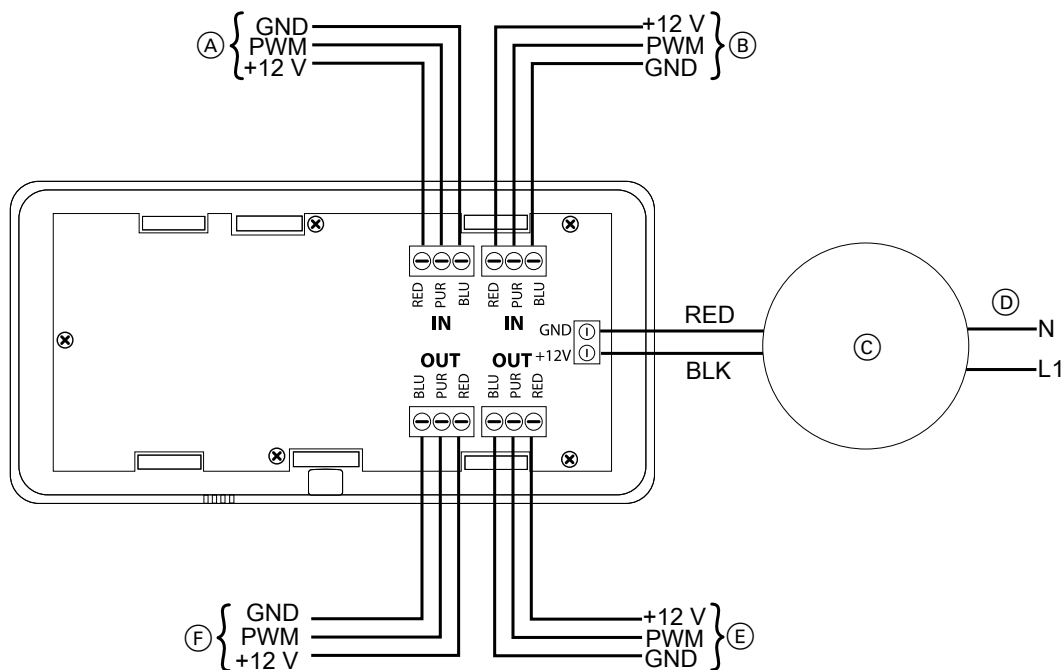 GND
PWM
+12 V
A
+12 V
PWM
GND
B
RED
PUR
BLU
RED
PUR
BLU
IN
IN
GND
+12V
RED
BLK
C
D
N
L1
OUT
OUT
BLU
PUR
RED
BLU
PUR
RED
F
GND
PWM
+12 V
+12 V
PWM
GND
E